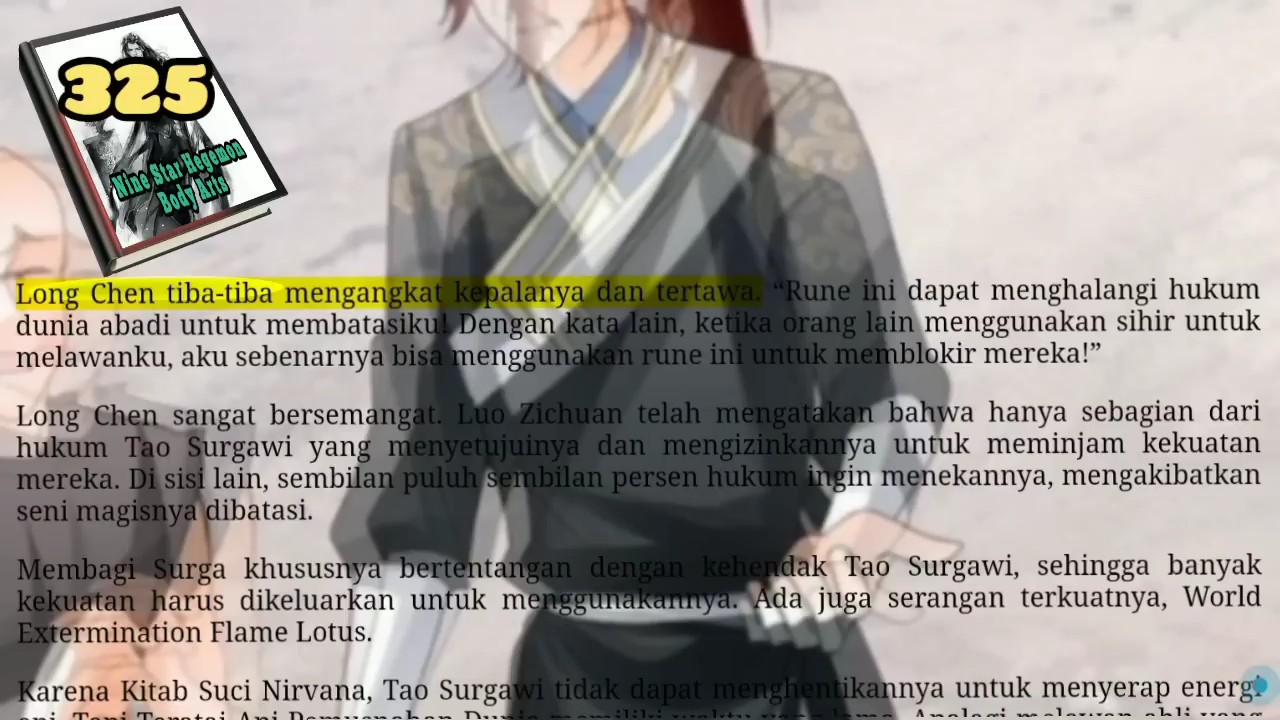 325
Nine Star Hegemon
Body Arts
Long Chen tiba-tiba mengangkat kepalanya dan tertawa. “Rune ini dapat menghalangi hukum
dunia abadi untuk membatasiku! Dengan kata lain, ketika orang lain menggunakan sihir untuk
melawanku, aku sebenarnya bisa menggunakan rune ini untuk memblokir mereka!”
Long Chen sangat bersemangat. Luo Zichuan telah mengatakan bahwa hanya sebagian dari
hukum Tao Surgawi yang menyetujuinya dan mengizinkannya untuk meminjam kekuatan
mereka. Di sisi lain, sembilan puluh sembilan persen hukum ingin menekannya, mengakibatkan
seni magisnya dibatasi.
Membagi Surga khususnya bertentangan dengan kehendak Tao Surgawi, sehingga banyak
kekuatan harus dikeluarkan untuk menggunakannya. Ada juga serangan terkuatnya, World
Extermination Flame Lotus.
Karena Kitab Suci Nirvana, Tao Surgawi tidak dapat menghentikannya untuk menyerap energi